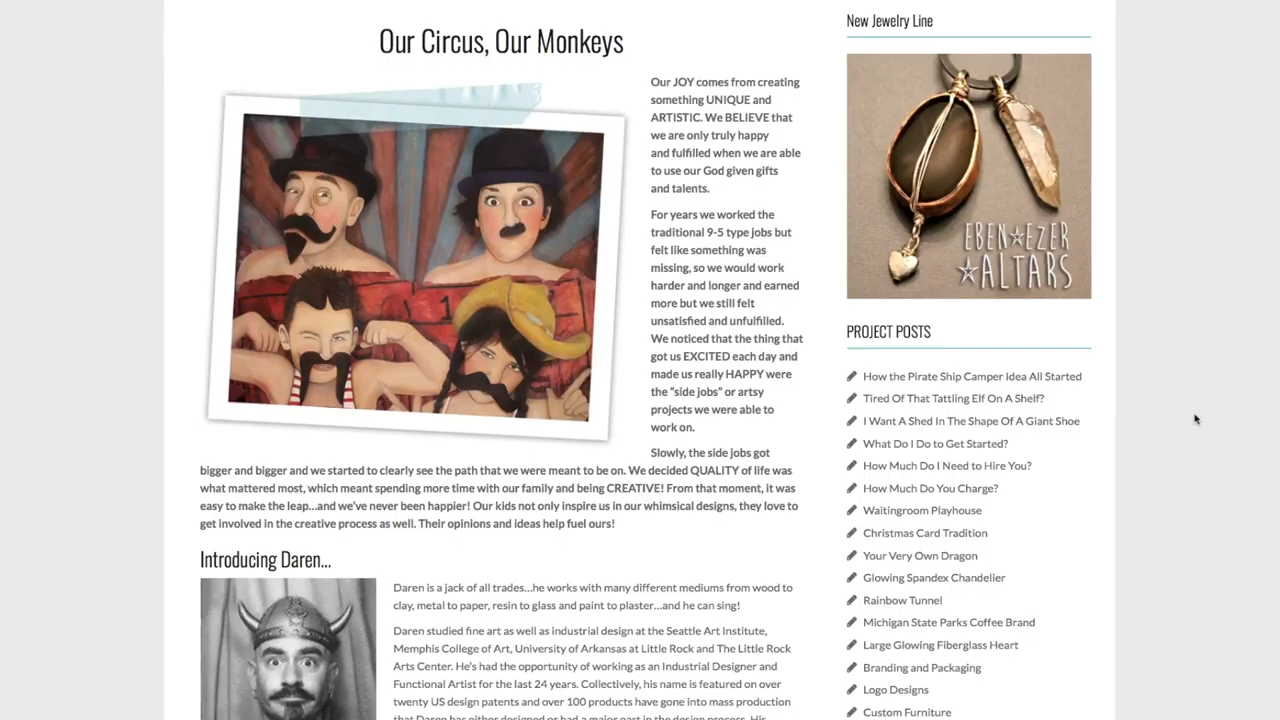 Our Circus, Our Monkeys
Our JOY comes from creating
something UNIQUE and
ARTISTIC. We BELIEVE that
we are only truly happy
and fulfilled when we are able
to use our God given gifts
and talents.
For years we worked the
traditional 9-5 type jobs but
felt like something was
missing, so we would work
harder and longer and earned
more but we still felt
unsatisfied and unfulfilled.
We noticed that the thing that
got us EXCITED each day and
made us really HAPPY were
the "side jobs" or artsy
projects we were able to
work on.
Slowly, the side jobs got
bigger and bigger and we started to clearly see the path that we were meant to be on. We decided QUALITY of life was
what mattered most, which meant spending more time with our family and being CREATIVE! From that moment, it was
easy to make the leap...and we've never been happier! Our kids not only inspire us in our whimsical designs, they love to
get involved in the creative process as well. Their opinions and ideas help fuel ours!
Introducing Daren...
Daren is a jack of all trades...he works with many different mediums from wood to
clay, metal to paper, resin to glass and paint to plaster...and he can sing!
Daren studied fine art as well as industrial design at the Seattle Art Institute,
Memphis College of Art, University of Arkansas at Little Rock and The Little Rock
Arts Center. He's had the opportunity of working as an Industrial Designer and
Functional Artist for the last 24 years. Collectively, his name is featured on over
twenty US design patents and over 100 products have gone into mass production
that Daren has either designed or had a major part in the design process. His
New Jewelry Line
EBEN☆EZER
☆ALTARS
PROJECT POSTS
How the Pirate Ship Camper Idea All Started
Tired Of That Tattling Elf On A Shelf?
I Want A Shed In The Shape Of A Giant Shoe
What Do I Do to Get Started?
How Much Do I Need to Hire You?
How Much Do You Charge?
Waitingroom Playhouse
Christmas Card Tradition
Your Very Own Dragon
Glowing Spandex Chandelier
Rainbow Tunnel
Michigan State Parks Coffee Brand
Large Glowing Fiberglass Heart
Branding and Packaging
Logo Designs
Custom Furniture